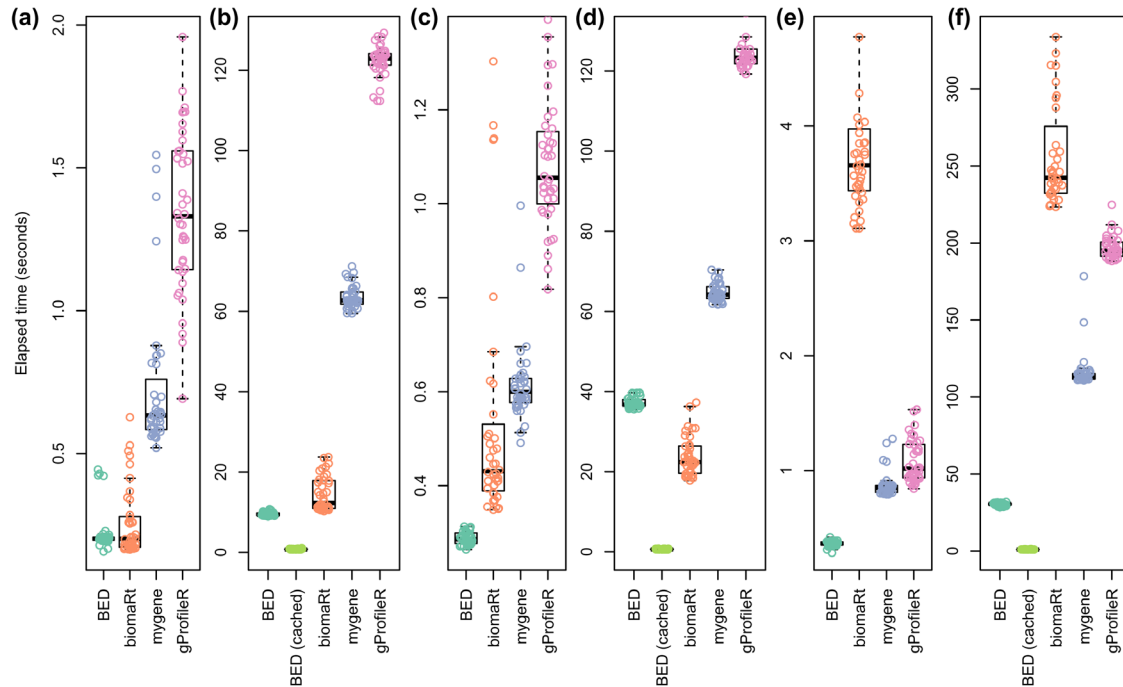 (a) (b) (c) (d) (e) (f)
Elapsed time (seconds)
2.0
1.5
1.0
0.5
BED
biomaRt
mygene
gProfileR
120
100
80
60
40
20
0
BED
BED (cached)
biomaRt
mygene
gProfileR
1.2
1.0
0.8
0.6
0.4
BED
biomaRt
mygene
gProfileR
120
100
80
60
40
20
0
BED
BED (cached)
biomaRt
mygene
gProfileR
4
3
2
1
BED
biomaRt
mygene
gProfileR
300
250
200
150
100
50
0
BED
BED (cached)
biomaRt
mygene
gProfileR